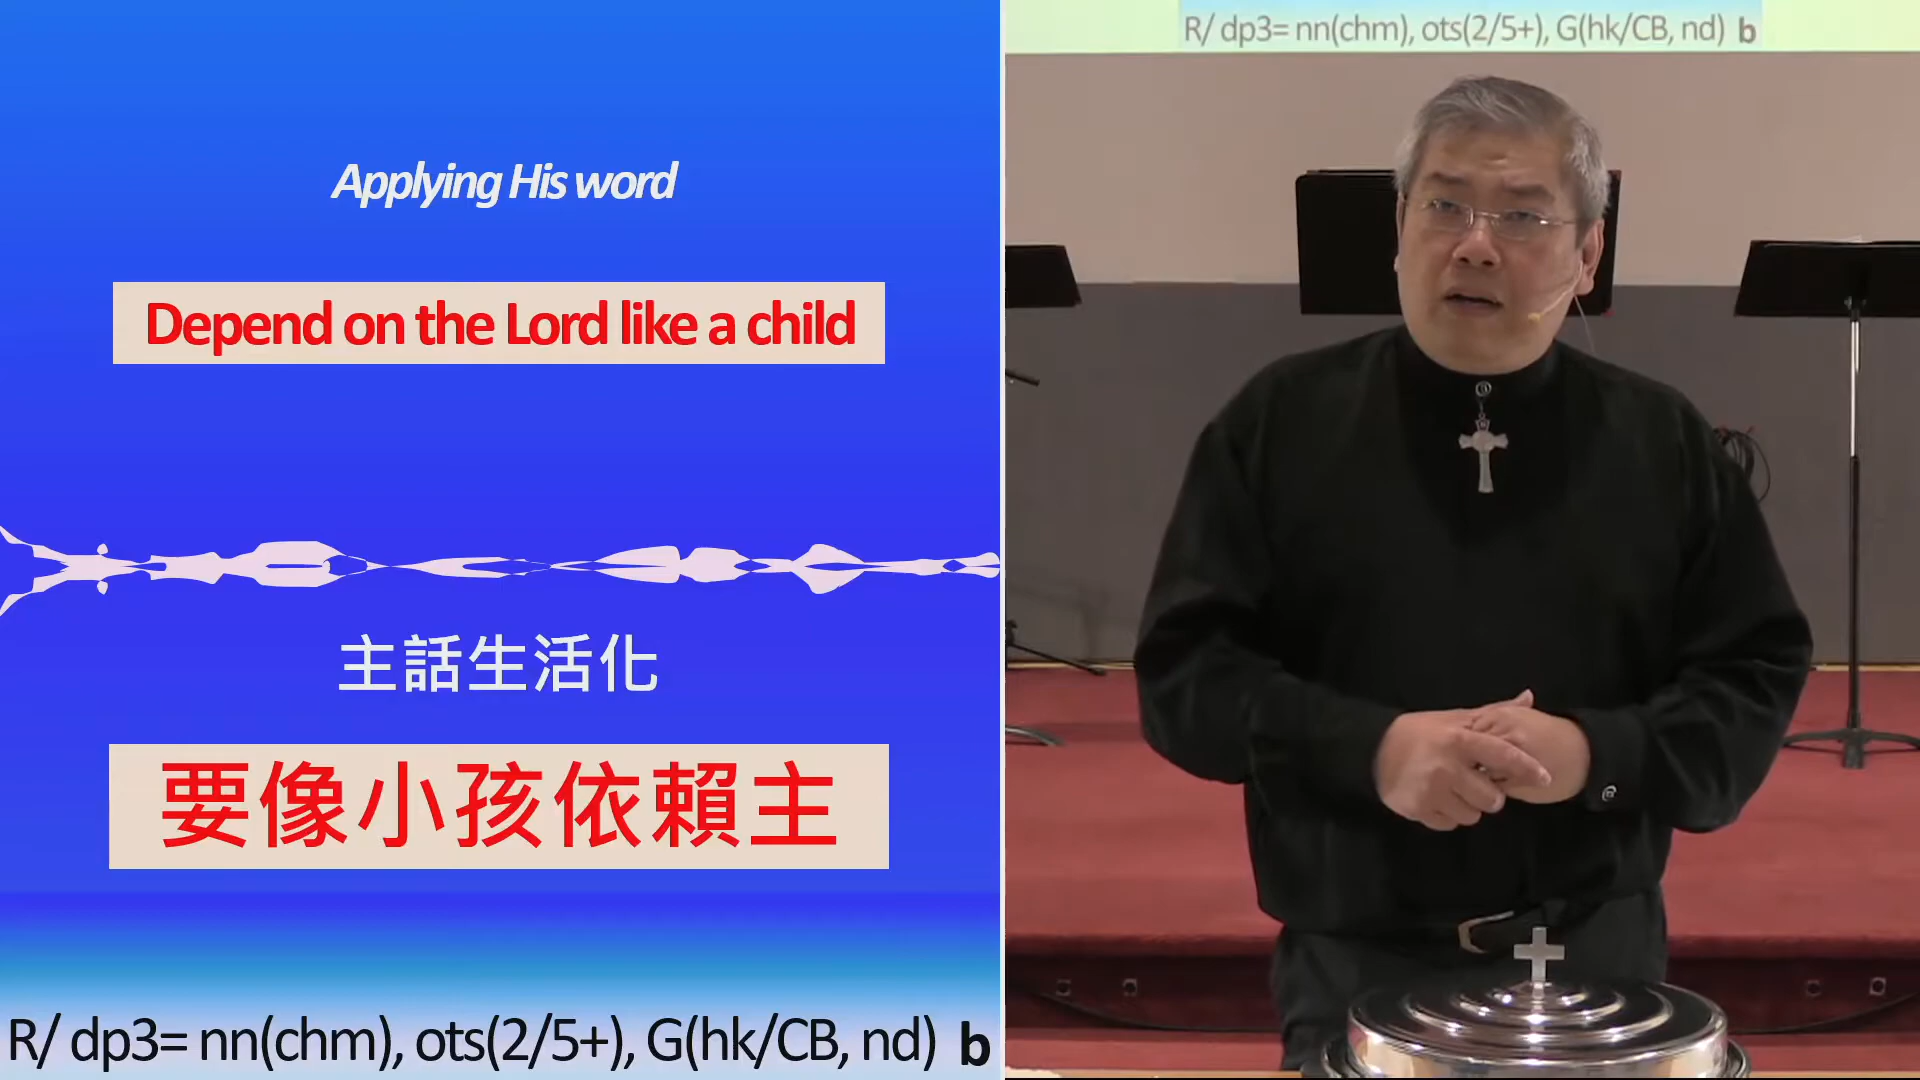 Applying His word
Depend on the Lord like a child
主話生活化
要像小孩依賴主
R/ dp3= nn(chm), ots(2/5+), G(hk/CB, nd) b
R/ dp3= nn(chm), ots(2/5+), G(hk/CB, nd) b